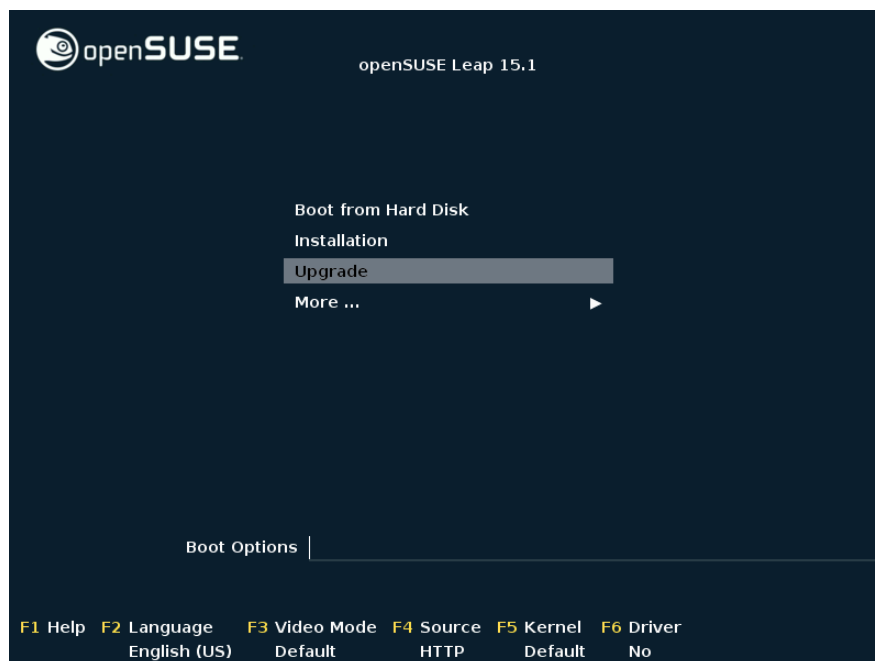 openSUSE.
openSUSE Leap 15.1
Boot from Hard Disk
Installation
Upgrade
More ...
Boot Options
F1 Help F2 Language F3 Video Mode F4 Source F5 Kernel F6 Driver
English (US) Default HTTP Default No